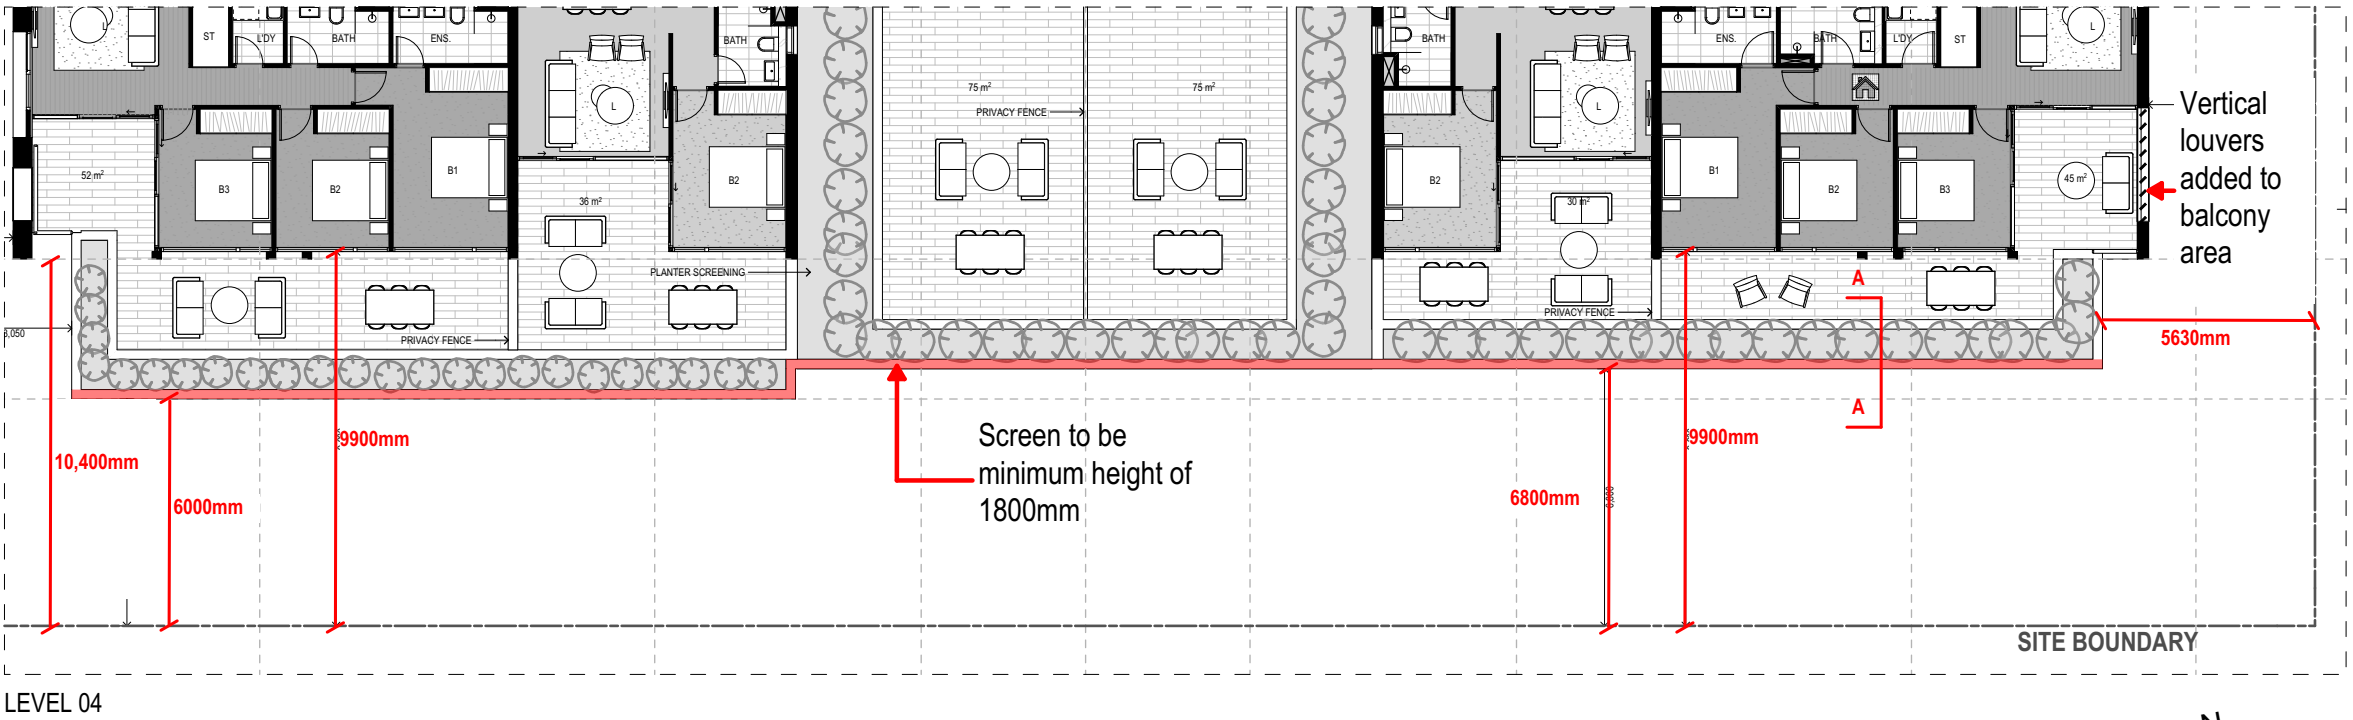 ST
L'DY
BATH
ENS.
BATH
BATH
ENS.
BATH
L'DY
ST
L
L
L
L
75 m²
75 m²
PRIVACY FENCE
Vertical
louvers
added to
balcony
area
52 m²
B3
B2
B1
36 m²
B2
B2
30 m²
B1
B2
B3
45 m²
PLANTER SCREENING
PRIVACY FENCE
PRIVACY FENCE
A
A
5630mm
10,400mm
6000mm
9900mm
Screen to be
minimum height of
1800mm
6800mm
9900mm
SITE BOUNDARY
LEVEL 04